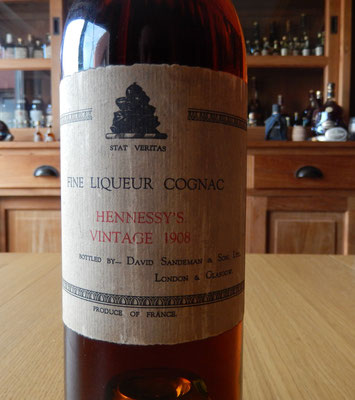 STAT VERITAS
FINE LIQUEUR COGNAC
HENNESSY'S
VINTAGE 1908
BOTTLED BY— DAVID SANDEMAN & SON, LTD.
LONDON & GLASGOW.
PRODUCE OF FRANCE.